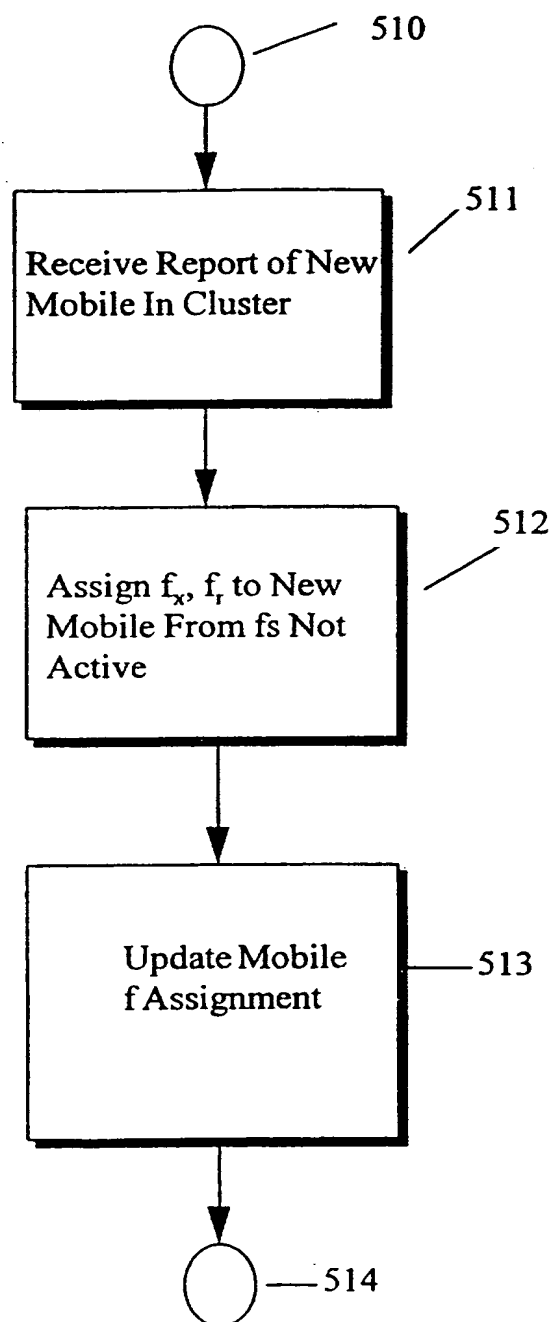 510
511
Receive Report of New
Mobile In Cluster
512
Assign fx, fr to New
Mobile From fs Not
Active
Update Mobile
f Assignment
513
514